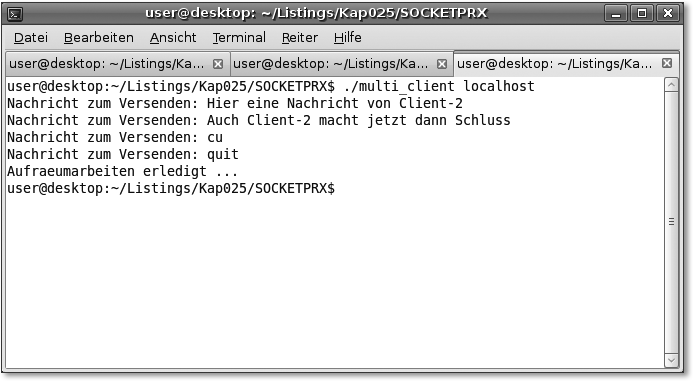 user@desktop: ~/Listings/Kap025/SOCKETPRX
Datei Bearbeiten Ansicht Terminal Reiter Hilfe
user@desktop: ~/Listings/Ka... user@desktop: ~/Listings/Ka... user@desktop: ~/Listings/Ka...
user@desktop:~/Listings/Kap025/SOCKETPRX$ ./multi_client localhost
Nachricht zum Versenden: Hier eine Nachricht von Client-2
Nachricht zum Versenden: Auch Client-2 macht jetzt dann Schluss
Nachricht zum Versenden: cu
Nachricht zum Versenden: quit
Aufraeumarbeiten erledigt ...
user@desktop:~/Listings/Kap025/SOCKETPRX$